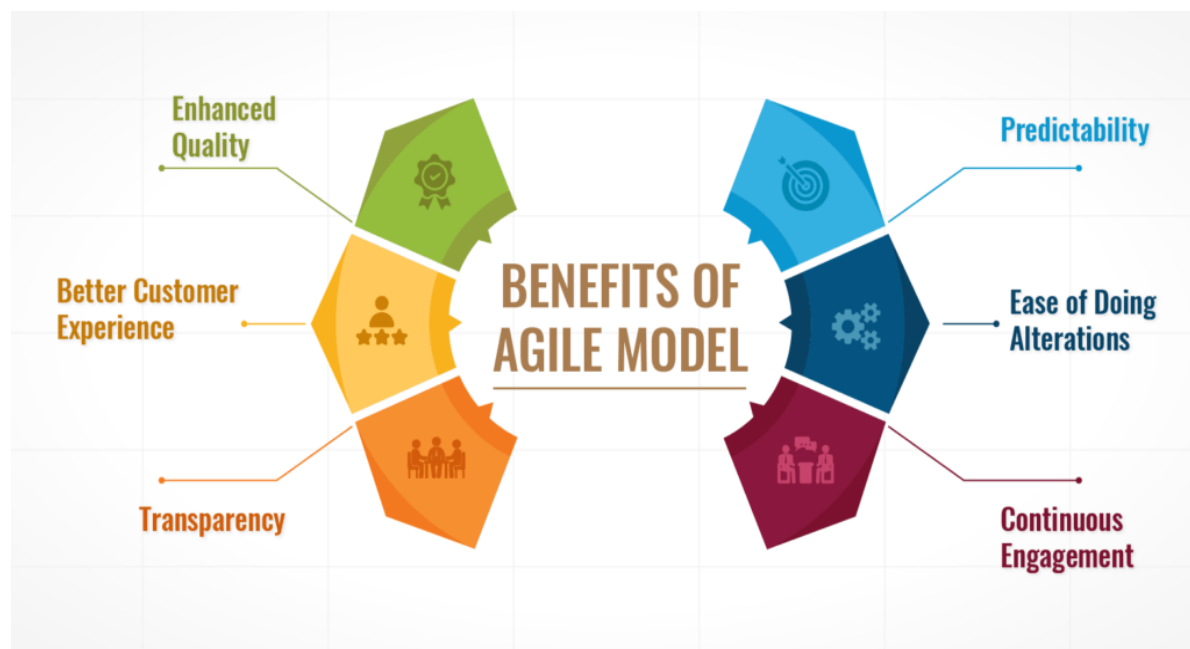 Enhanced
Quality
Better Customer
Experience
Transparency
BENEFITS OF
AGILE MODEL
Predictability
Ease of Doing
Alterations
Continuous
Engagement